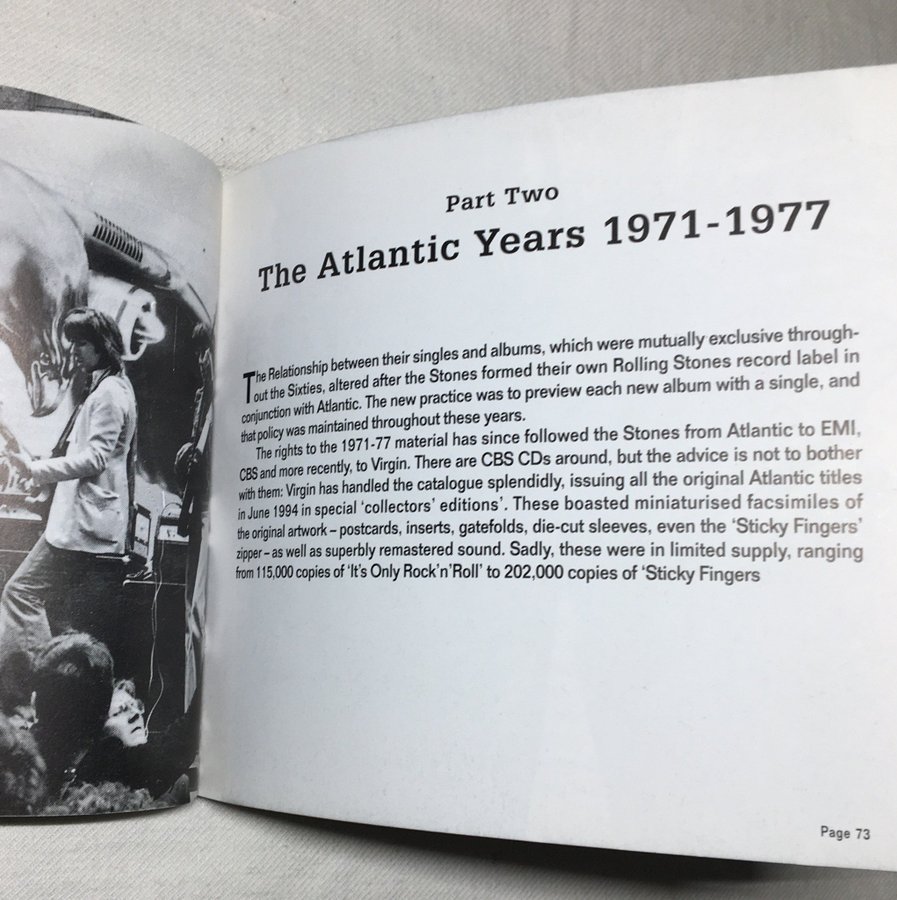 Part Two
The Atlantic Years 1971-1977
The Relationship between their singles and albums, which were mutually exclusive through-
out the Sixties, altered after the Stones formed their own Rolling Stones record label in
conjunction with Atlantic. The new practice was to preview each new album with a single, and
that policy was maintained throughout these years.
The rights to the 1971-77 material has since followed the Stones from Atlantic to EMI,
CBS and more recently, to Virgin. There are CBS CDs around, but the advice is not to bother
with them: Virgin has handled the catalogue splendidly, issuing all the original Atlantic titles
in June 1994 in special ‘collectors’ editions’. These boasted miniaturised facsimiles of
the original artwork – postcards, inserts, gatefolds, die-cut sleeves, even the ‘Sticky Fingers’
zipper – as well as superbly remastered sound. Sadly, these were in limited supply, ranging
from 115,000 copies of ‘It’s Only Rock’n’Roll’ to 202,000 copies of ‘Sticky Fingers
Page 73